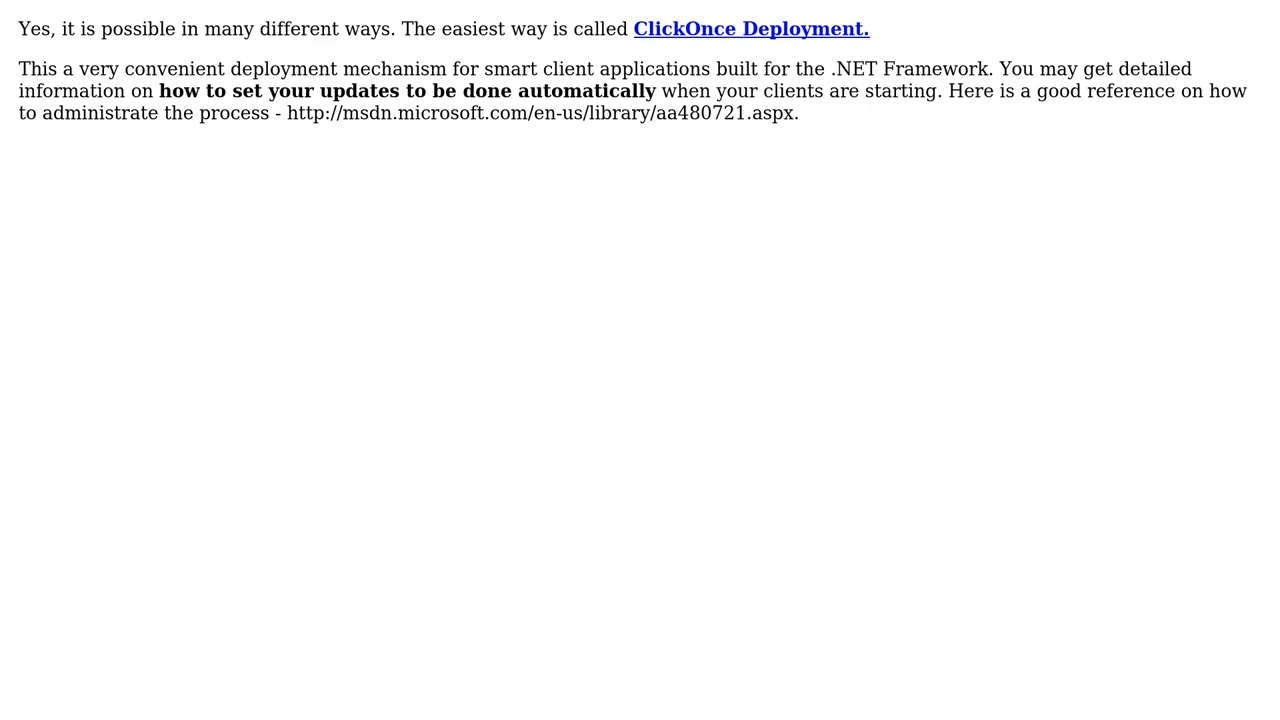 Yes, it is possible in many different ways. The easiest way is called ClickOnce Deployment.
This a very convenient deployment mechanism for smart client applications built for the .NET Framework. You may get detailed
information on how to set your updates to be done automatically when your clients are starting. Here is a good reference on how
to administrate the process - http://msdn.microsoft.com/en-us/library/aa480721.aspx.